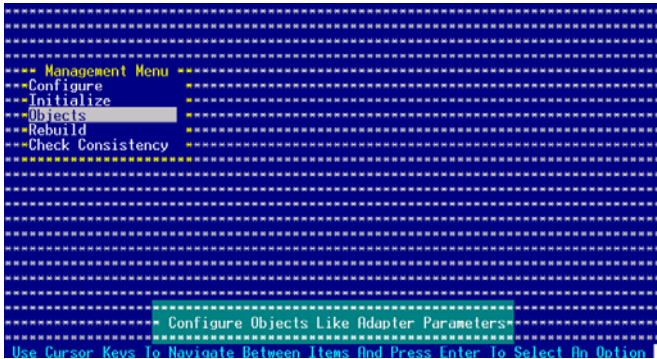 Management Menu
Configure
Initialize
Objects
Rebuild
Check Consistency
Configure Objects Like Adapter Parameters
Use Cursor Keys To Navigate Between Items And Press Enter To Select An Option